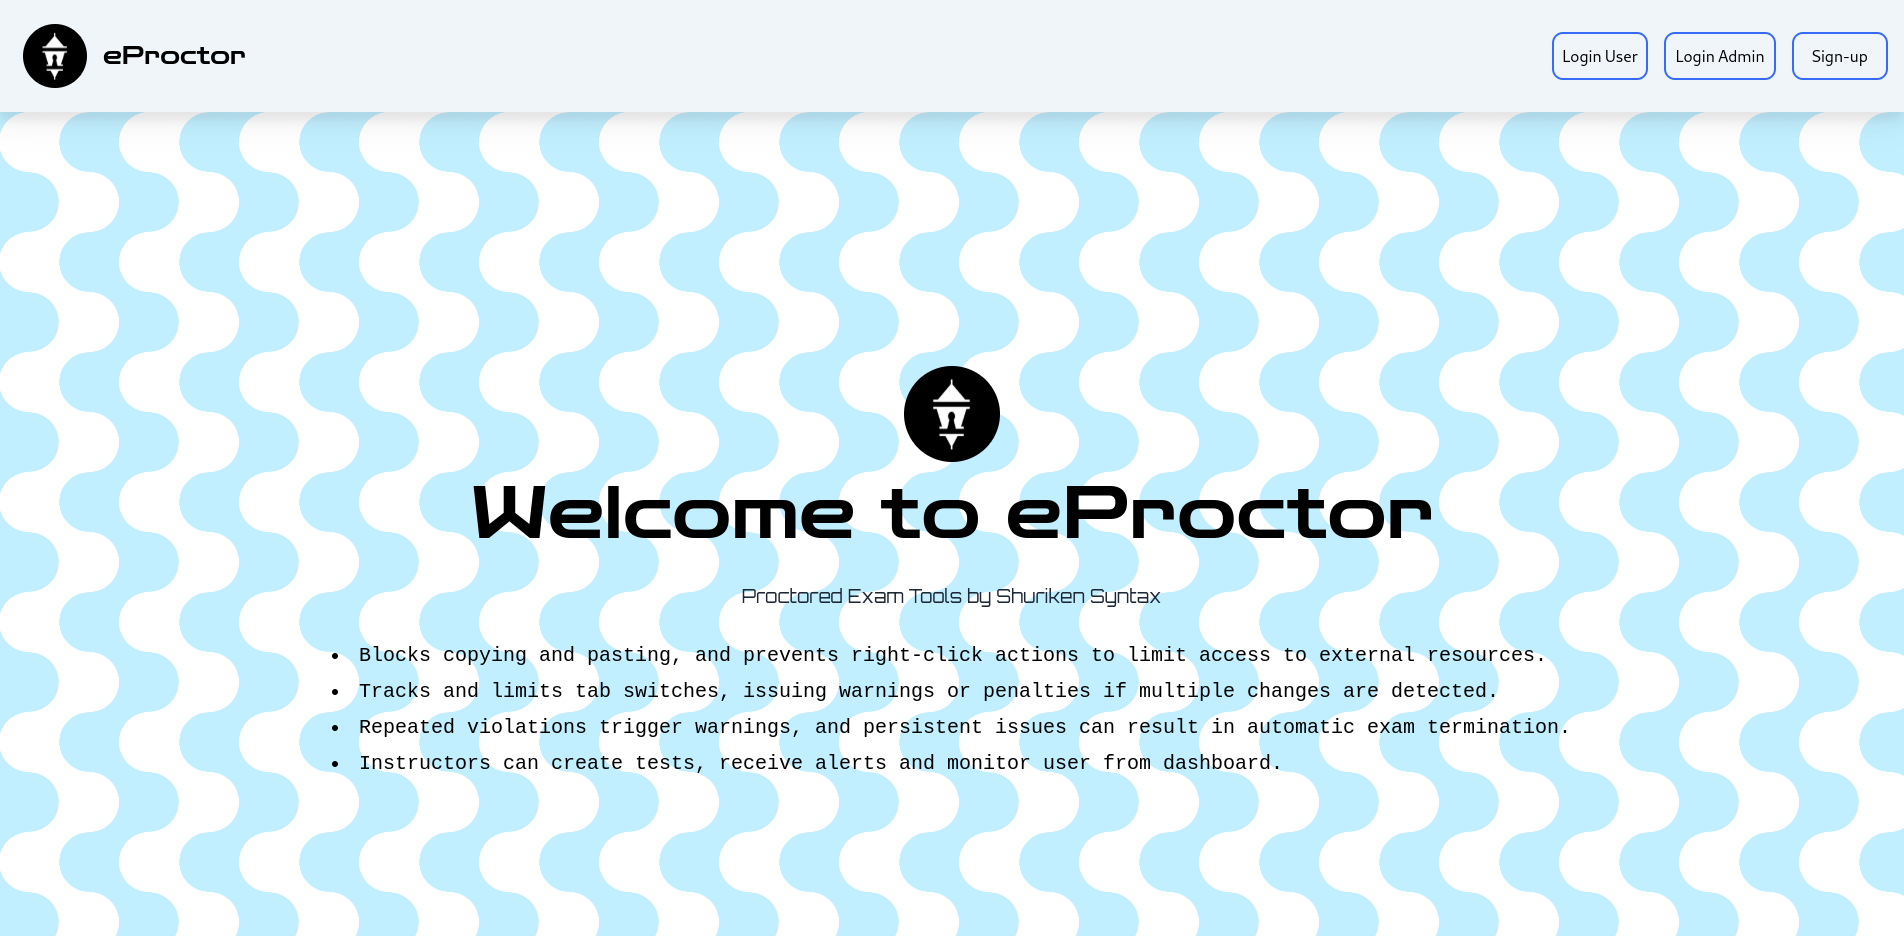 eProctor
Login User
Login Admin
Sign-up
Welcome to eProctor
Proctored Exam Tools by Shuriken Syntax
• Blocks copying and pasting, and prevents right-click actions to limit access to external resources.
• Tracks and limits tab switches, issuing warnings or penalties if multiple changes are detected.
• Repeated violations trigger warnings, and persistent issues can result in automatic exam termination.
• Instructors can create tests, receive alerts and monitor user from dashboard.